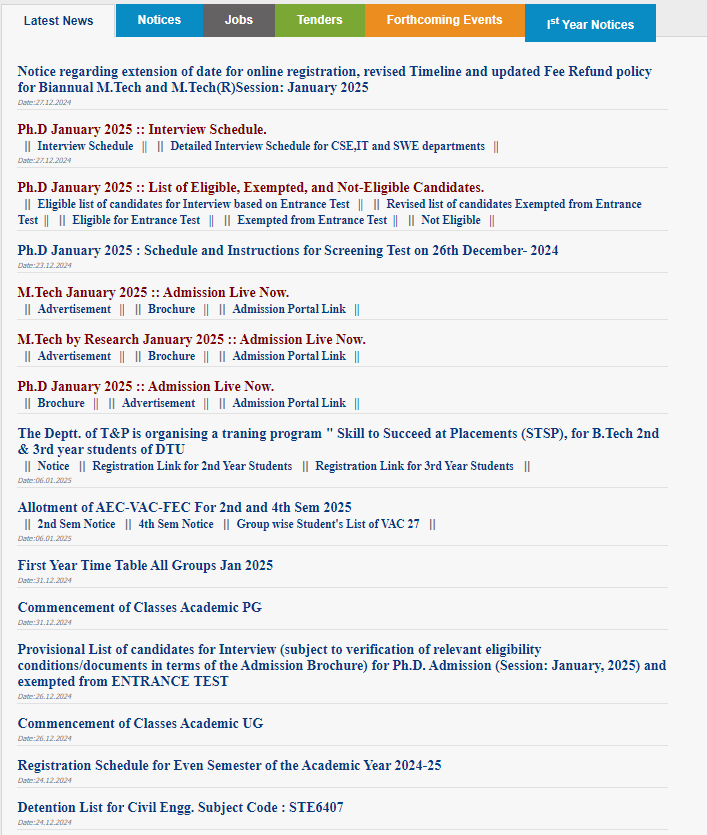 Latest News
Notices
Jobs
Tenders
Forthcoming Events
Ist Year Notices
Notice regarding extension of date for online registration, revised Timeline and updated Fee Refund policy
for Biannual M.Tech and M.Tech(R)Session: January 2025
Date:27.12.2024
Ph.D January 2025 :: Interview Schedule.
|| Interview Schedule || || Detailed Interview Schedule for CSE,IT and SWE departments ||
Date:27.12.2024
Ph.D January 2025 :: List of Eligible, Exempted, and Not-Eligible Candidates.
|| Eligible list of candidates for Interview based on Entrance Test || || Revised list of candidates Exempted from Entrance
Test || || Eligible for Entrance Test || || Exempted from Entrance Test || || Not Eligible ||
Ph.D January 2025 : Schedule and Instructions for Screening Test on 26th December- 2024
Date:23.12.2024
M.Tech January 2025 :: Admission Live Now.
|| Advertisement || || Brochure || || Admission Portal Link ||
M.Tech by Research January 2025 :: Admission Live Now.
|| Advertisement || || Brochure || || Admission Portal Link ||
Ph.D January 2025 :: Admission Live Now.
|| Brochure || || Advertisement || || Admission Portal Link ||
The Deptt. of T&P is organising a traning program " Skill to Succeed at Placements (STSP), for B.Tech 2nd
& 3rd year students of DTU
|| Notice || Registration Link for 2nd Year Students || Registration Link for 3rd Year Students ||
Date:06.01.2025
Allotment of AEC-VAC-FEC For 2nd and 4th Sem 2025
|| 2nd Sem Notice || 4th Sem Notice || Group wise Student's List of VAC 27 ||
Date:06.01.2025
First Year Time Table All Groups Jan 2025
Date:31.12.2024
Commencement of Classes Academic PG
Date:31.12.2024
Provisional List of candidates for Interview (subject to verification of relevant eligibility
conditions/documents in terms of the Admission Brochure) for Ph.D. Admission (Session: January, 2025) and
exempted from ENTRANCE TEST
Date:26.12.2024
Commencement of Classes Academic UG
Date:26.12.2024
Registration Schedule for Even Semester of the Academic Year 2024-25
Date:24.12.2024
Detention List for Civil Engg. Subject Code : STE6407
Date:24.12.2024